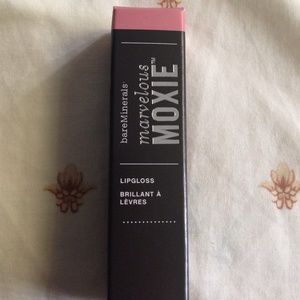 bareMinerals
marvelous
MOXIE™
LIPGLOSS
BRILLANT À
LÈVRES